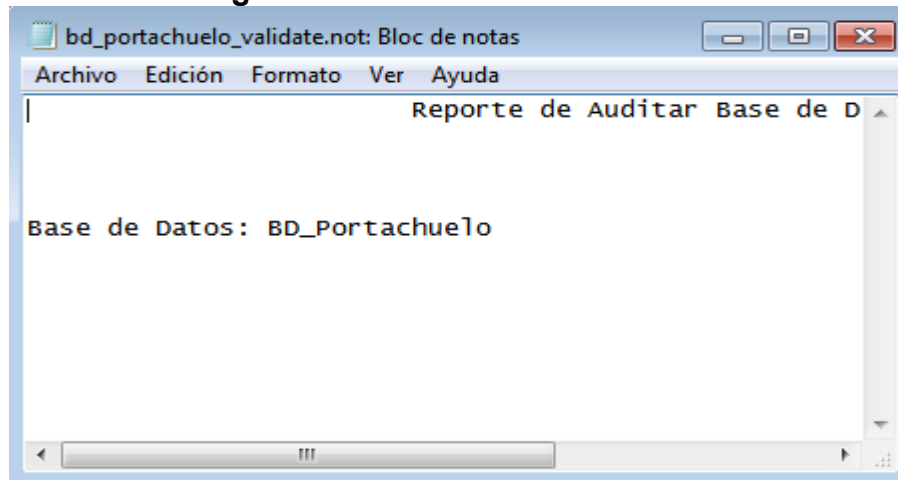 bd_portachuelo_validate.not: Bloc de notas
Archivo Edición Formato Ver Ayuda
Reporte de Auditar Base de D
Base de Datos: BD_Portachuelo